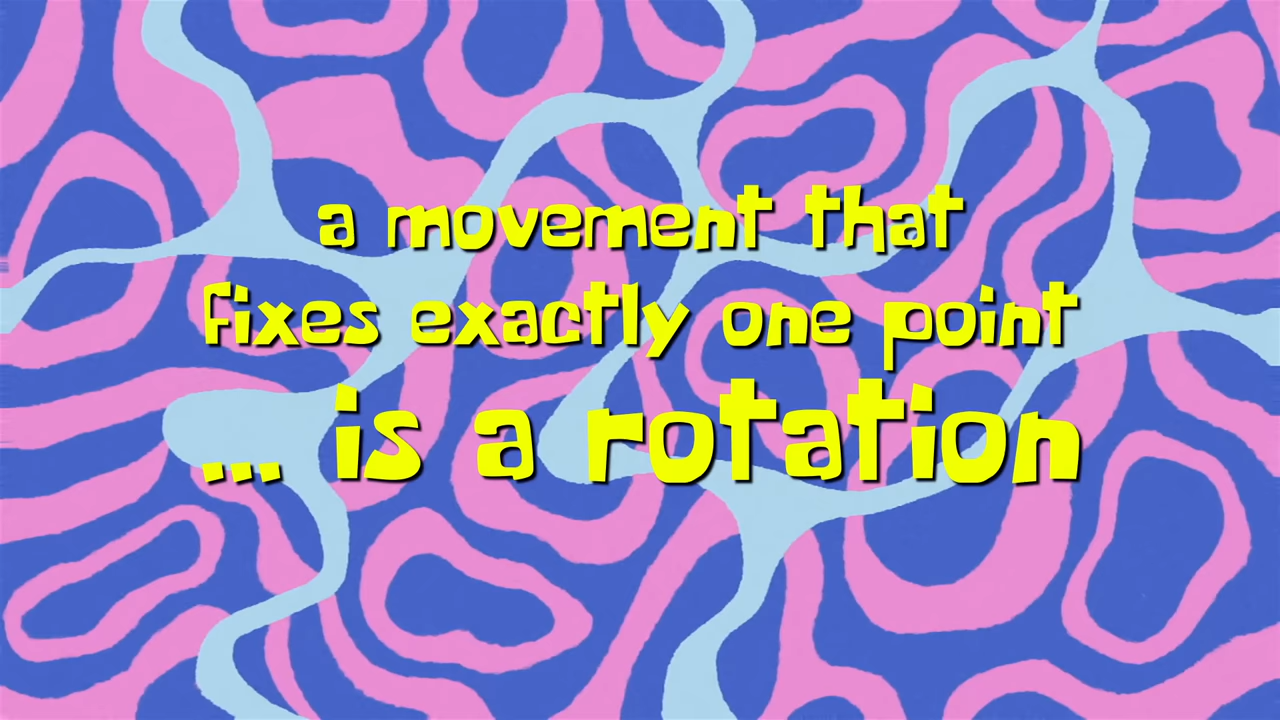 a movement that
fixes exactly one point
... is a rotation